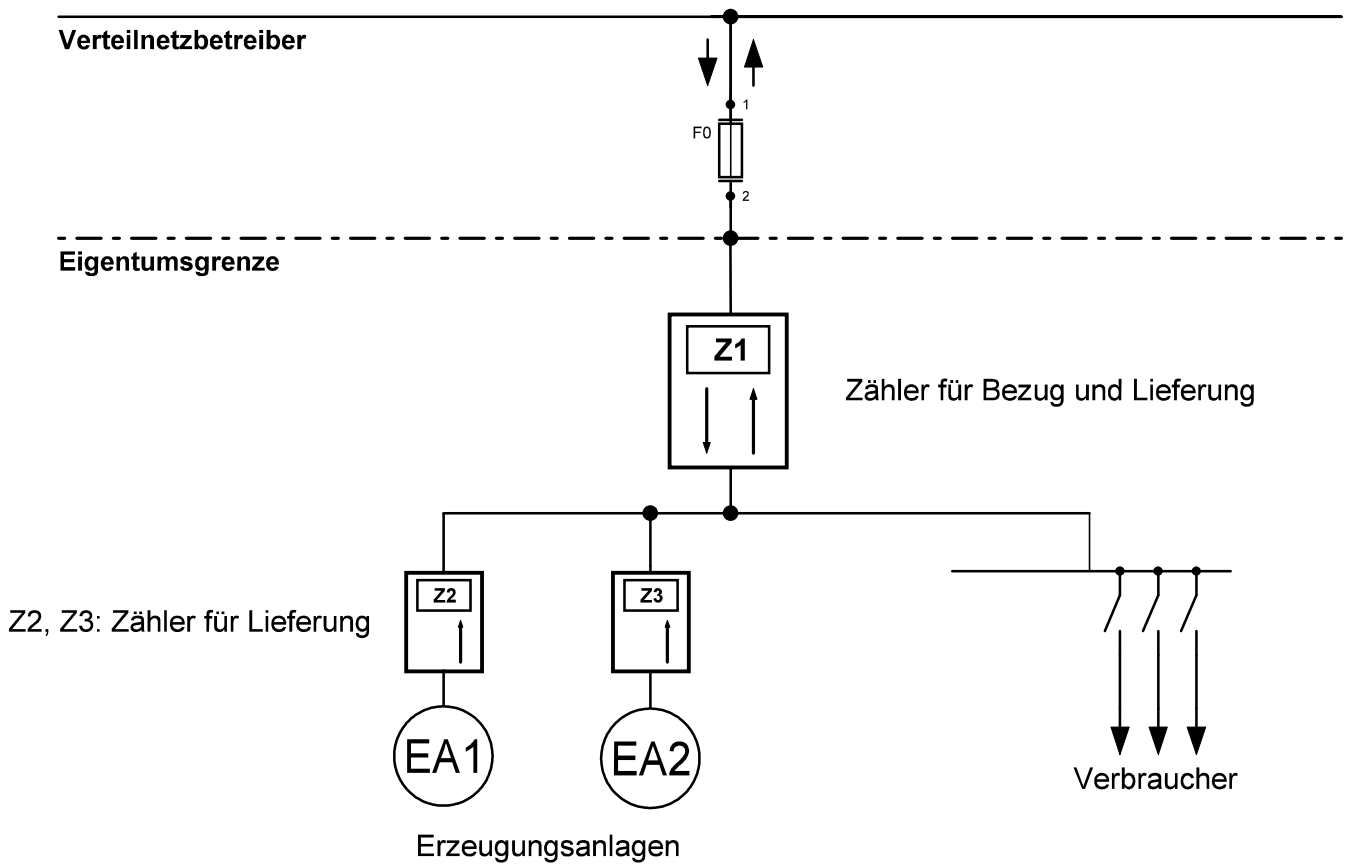 Verteilnetzbetreiber
1
F0
2
Eigentumsgrenze
Z1
Zähler für Bezug und Lieferung
Z2
Z3
Z2, Z3: Zähler für Lieferung
EA1
EA2
Verbraucher
Erzeugungsanlagen